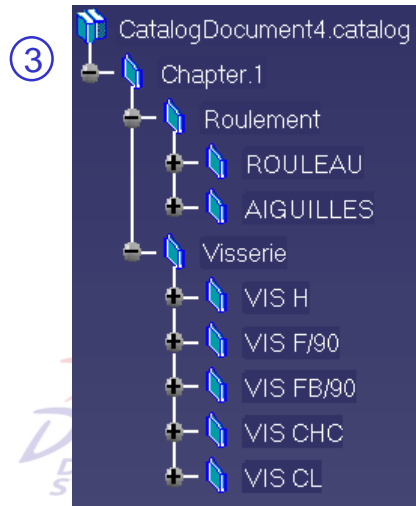 CatalogDocument4.catalog
3
Chapter.1
Roulement
ROULEAU
AIGUILLES
Visserie
VIS H
VIS F/90
VIS FB/90
VIS CHC
VIS CL